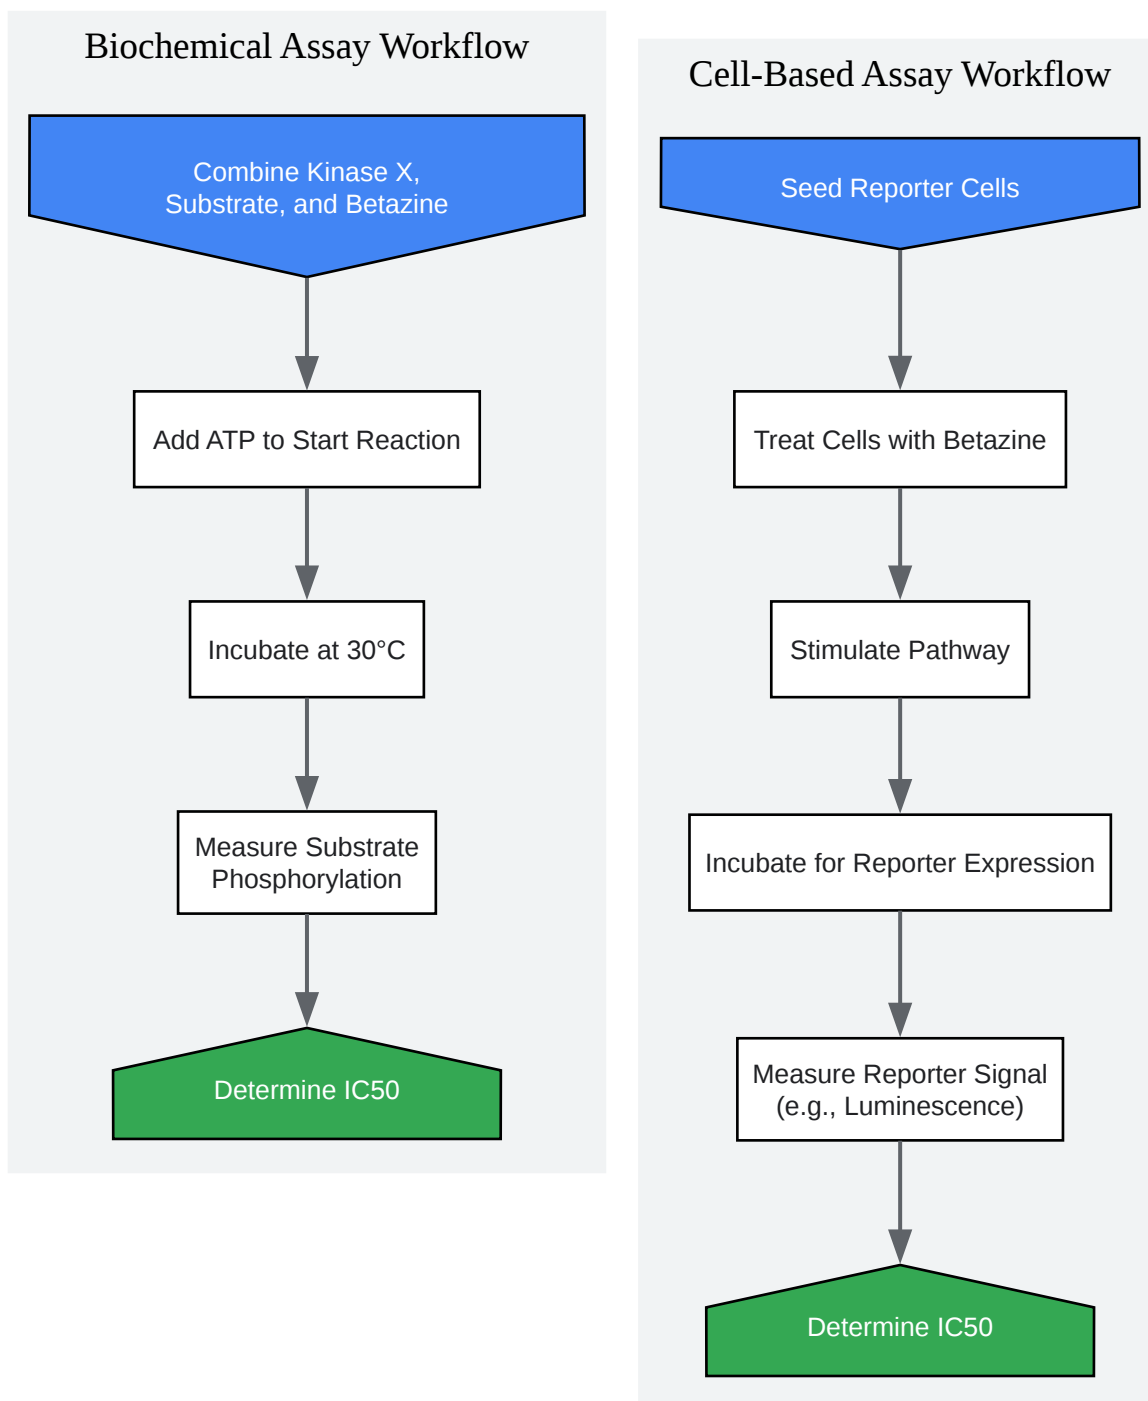 Biochemical Assay Workflow
Combine Kinase X,
Substrate, and Betazine
Add ATP to Start Reaction
Incubate at 30°C
Measure Substrate
Phosphorylation
Determine IC50
Cell-Based Assay Workflow
Seed Reporter Cells
Treat Cells with Betazine
Stimulate Pathway
Incubate for Reporter Expression
Measure Reporter Signal
(e.g., Luminescence)
Determine IC50